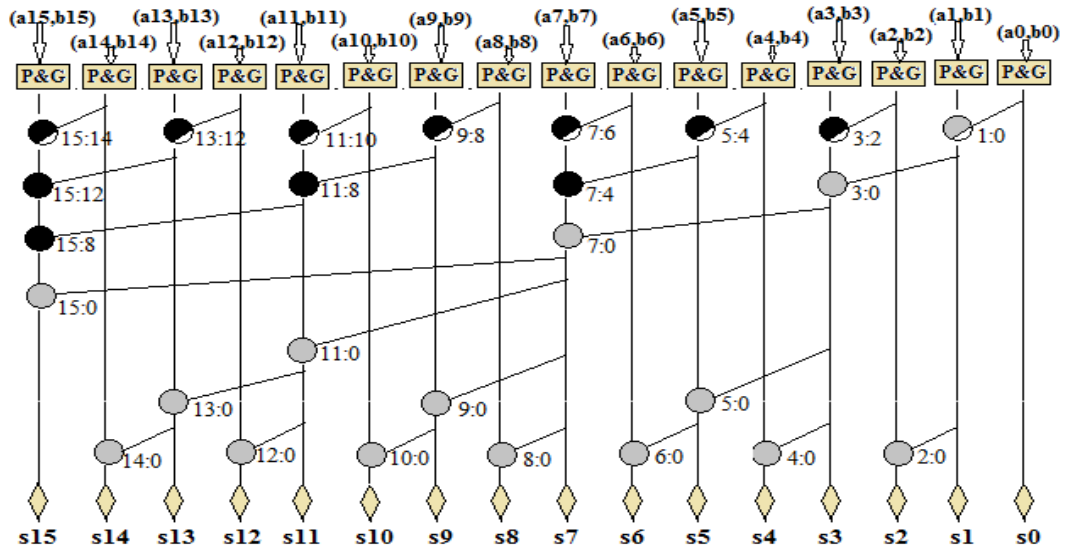 (a15,b15) (a13,b13) (a11,b11) (a9,b9) (a7,b7) (a5,b5) (a3,b3) (a1,b1)
(a14,b14) (a12,b12) (a10,b10) (a8,b8) (a6,b6) (a4,b4) (a2,b2) (a0,b0)
P&G P&G P&G P&G P&G P&G P&G P&G P&G P&G P&G P&G P&G P&G P&G P&G
15:14 13:12 11:10 9:8 7:6 5:4 3:2 1:0
15:12 11:8 7:4 3:0
15:8 7:0
15:0
11:0
13:0 9:0 5:0
14:0 12:0 10:0 8:0 6:0 4:0 2:0
s15 s14 s13 s12 s11 s10 s9 s8 s7 s6 s5 s4 s3 s2 s1 s0